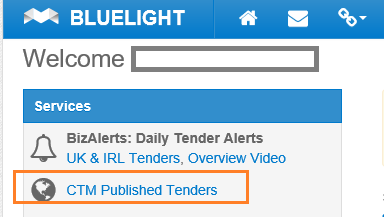 BLUELIGHT
Welcome
Services
BizAlerts: Daily Tender Alerts
UK & IRL Tenders, Overview Video
CTM Published Tenders